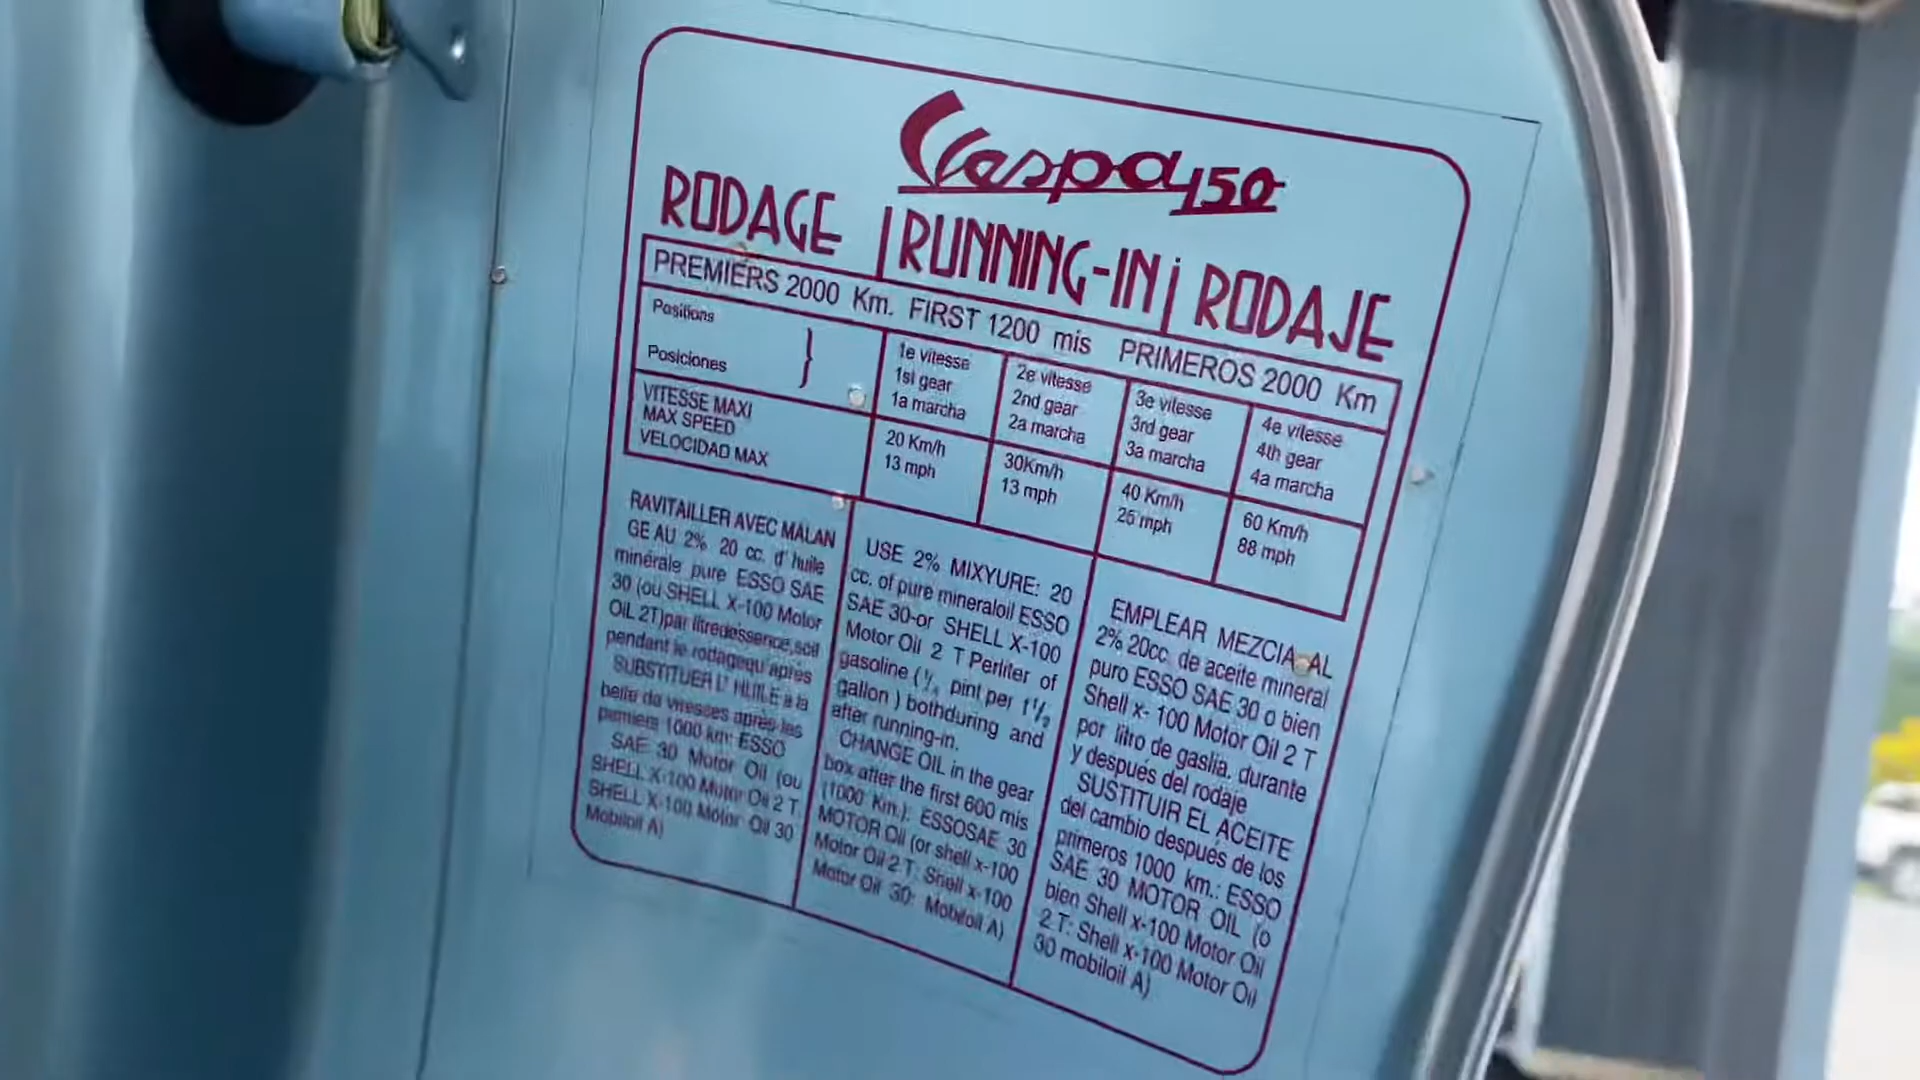 Vespa 150
RODAGE | RUNNING-IN | RODAJE
PREMIERS 2000 Km. FIRST 1200 mis PRIMEROS 2000 Km
Positions
Posiciones
1e vitesse
1st gear
1a marcha
2e vitesse
2nd gear
2a marcha
3e vitesse
3rd gear
3a marcha
4e vitesse
4th gear
4a marcha
VITESSE MAXI
MAX SPEED
VELOCIDAD MAX
20 Km/h
13 mph
30Km/h
13 mph
40 Km/h
25 mph
60 Km/h
88 mph
RAVITAILLER AVEC MALAN
GE AU 2% 20 cc. d' huile
minérale pure ESSO SAE
30 (ou SHELL X-100 Motor
OIL 2T)par litredessence,soit
pendant le rodagequ'après
SUBSTITUER L' HUILE a la
boite de vitesses après les
pemiers 1000 km: ESSO
SAE 30 Motor Oil (ou
SHELL X-100 Motor Oil 2 T
SHELL X-100 Motor Oil 30
Mobiloil A)
USE 2% MIXYURE: 20
cc. of pure mineraloil ESSO
SAE 30-or SHELL X-100
Motor Oil 2 T Perliter of
gasoline (1/4 pint per 1 1/2
gallon ) bothduring and
after running-in.
CHANGE OIL in the gear
box after the first 600 mis
(1000 Km.): ESSOSAE 30
MOTOR Oil (or shell x-100
Motor Oil 2 T: Shell x-100
Motor Oil 30: Mobiloil A)
EMPLEAR MEZCIA AL
2% 20cc. de aceite mineral
puro ESSO SAE 30 o bien
Shell x- 100 Motor Oil 2 T
por litro de gaslia, durante
y después del rodaje
SUSTITUIR EL ACEITE
del cambio después de los
primeros 1000 km.: ESSO
SAE 30 MOTOR OIL (o
bien Shell x-100 Motor Oil
2 T: Shell x-100 Motor Oil
30 mobiloil A)